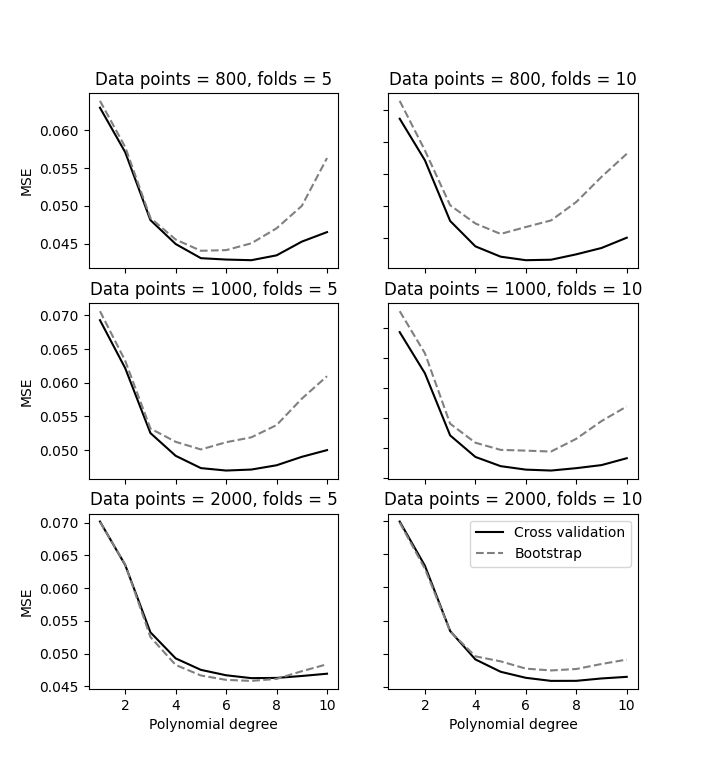 Data points = 800, folds = 5
Data points = 800, folds = 10
0.060
0.055
0.050
0.045
MSE
Data points = 1000, folds = 5
Data points = 1000, folds = 10
0.070
0.065
0.060
0.055
0.050
MSE
Data points = 2000, folds = 5
Data points = 2000, folds = 10
0.070
0.065
0.060
0.055
0.050
0.045
MSE
Cross validation
Bootstrap
2 4 6 8 10
2 4 6 8 10
Polynomial degree
Polynomial degree